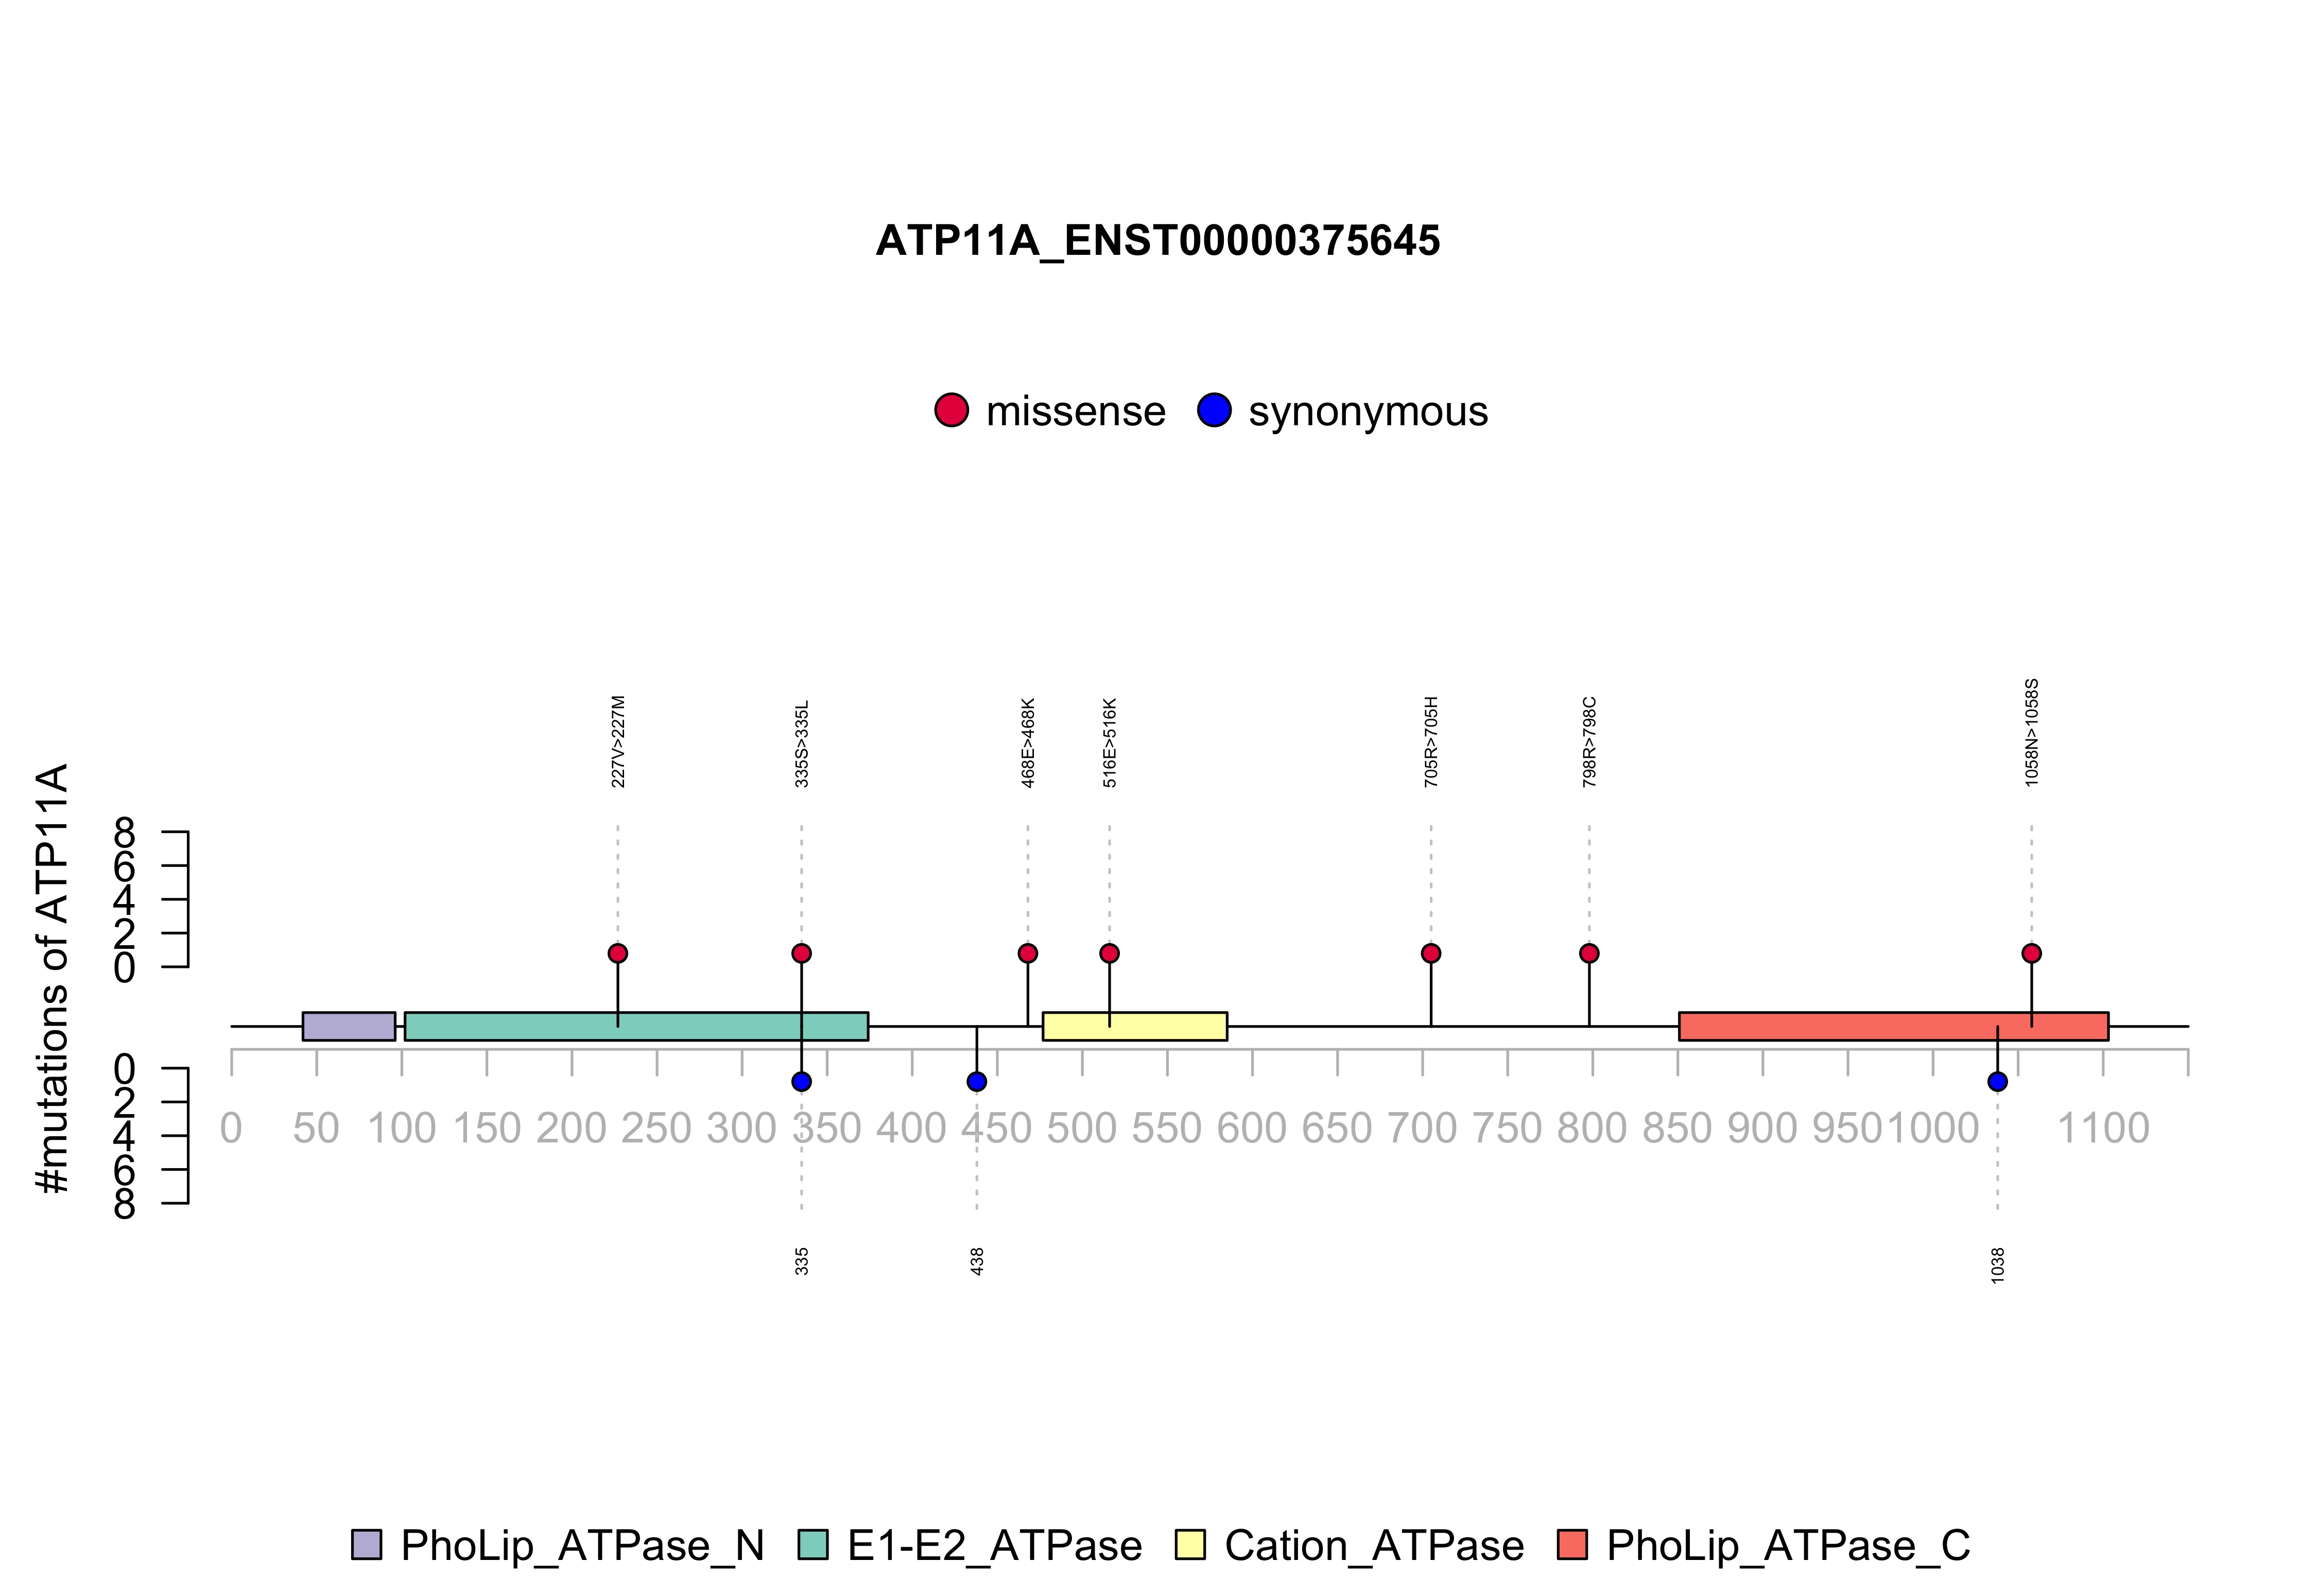 ATP11A_ENST00000375645
missense synonymous
227V>227M 335S>335L 468E>468K 516E>516K 705R>705H 798R>798C 1058N>1058S
#mutations of ATP11A
8
6
4
2
0
0
2
4
6
8
0 50 100 150 200 250 300 350 400 450 500 550 600 650 700 750 800 850 900 950 1000 1100
335 438 1038
PhoLip_ATPase_N E1-E2_ATPase Cation_ATPase PhoLip_ATPase_C